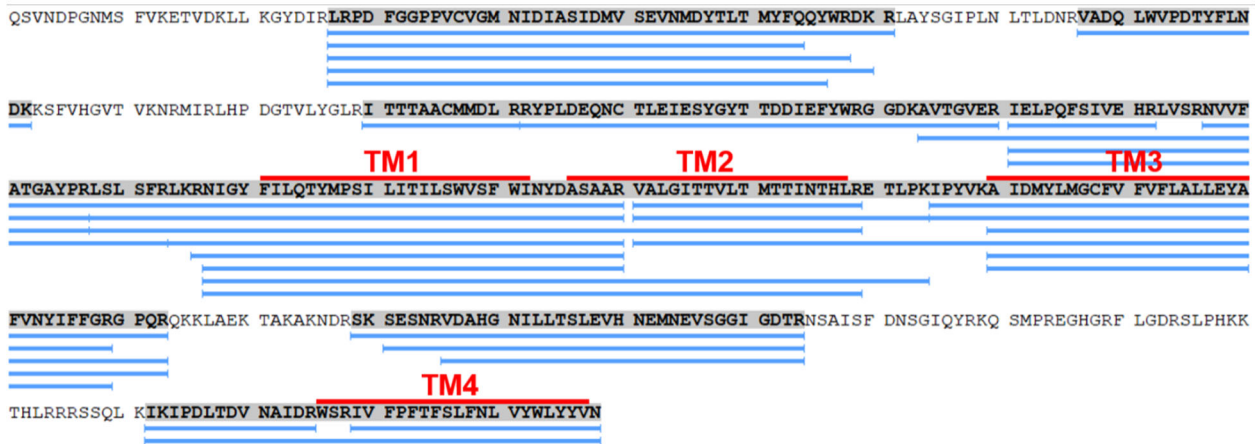 QSVNDPGNMS FVKETVDKLL KGYDIRLRPD FGGPPVCVGM NIDIASIDMV SEVNMDYTLT MYFQQYWRDK RLAYSGIPLN LTLDNRVADQ LWVPDTYFLN
DKKSFVHGVT VKNRMIRLHP DGTVLYGLRI TTTAACMMDL RRYPLDEQNC TLEIESYGYT TDDIEFYWRG GDKAVTGVER IELPQFSIVE HRLVSRNVVF
TM1 TM2 TM3
ATGAYPRLSL SFRLKRNIGY FILQTYMPSI LITILSWVSF WINYDASAAR VALGITTVLT MTTINTHLRE TLPKIPYVKA IDMYLMGCFV FVFLALLEYA
FVNYIFFGRG PQRQKKLAEK TAKAKNDRSK SESNRVDAHG NILLTSLEVH NEMNEVSGGI GDTRNSAISF DNSGIQYRKQ SMPREGHGRF LGDRSLPHKK
TM4
THLRRRSSQL KIKIPDLTDV NAIDRWSRIV FPFTFSLFNL VYWLYYVN